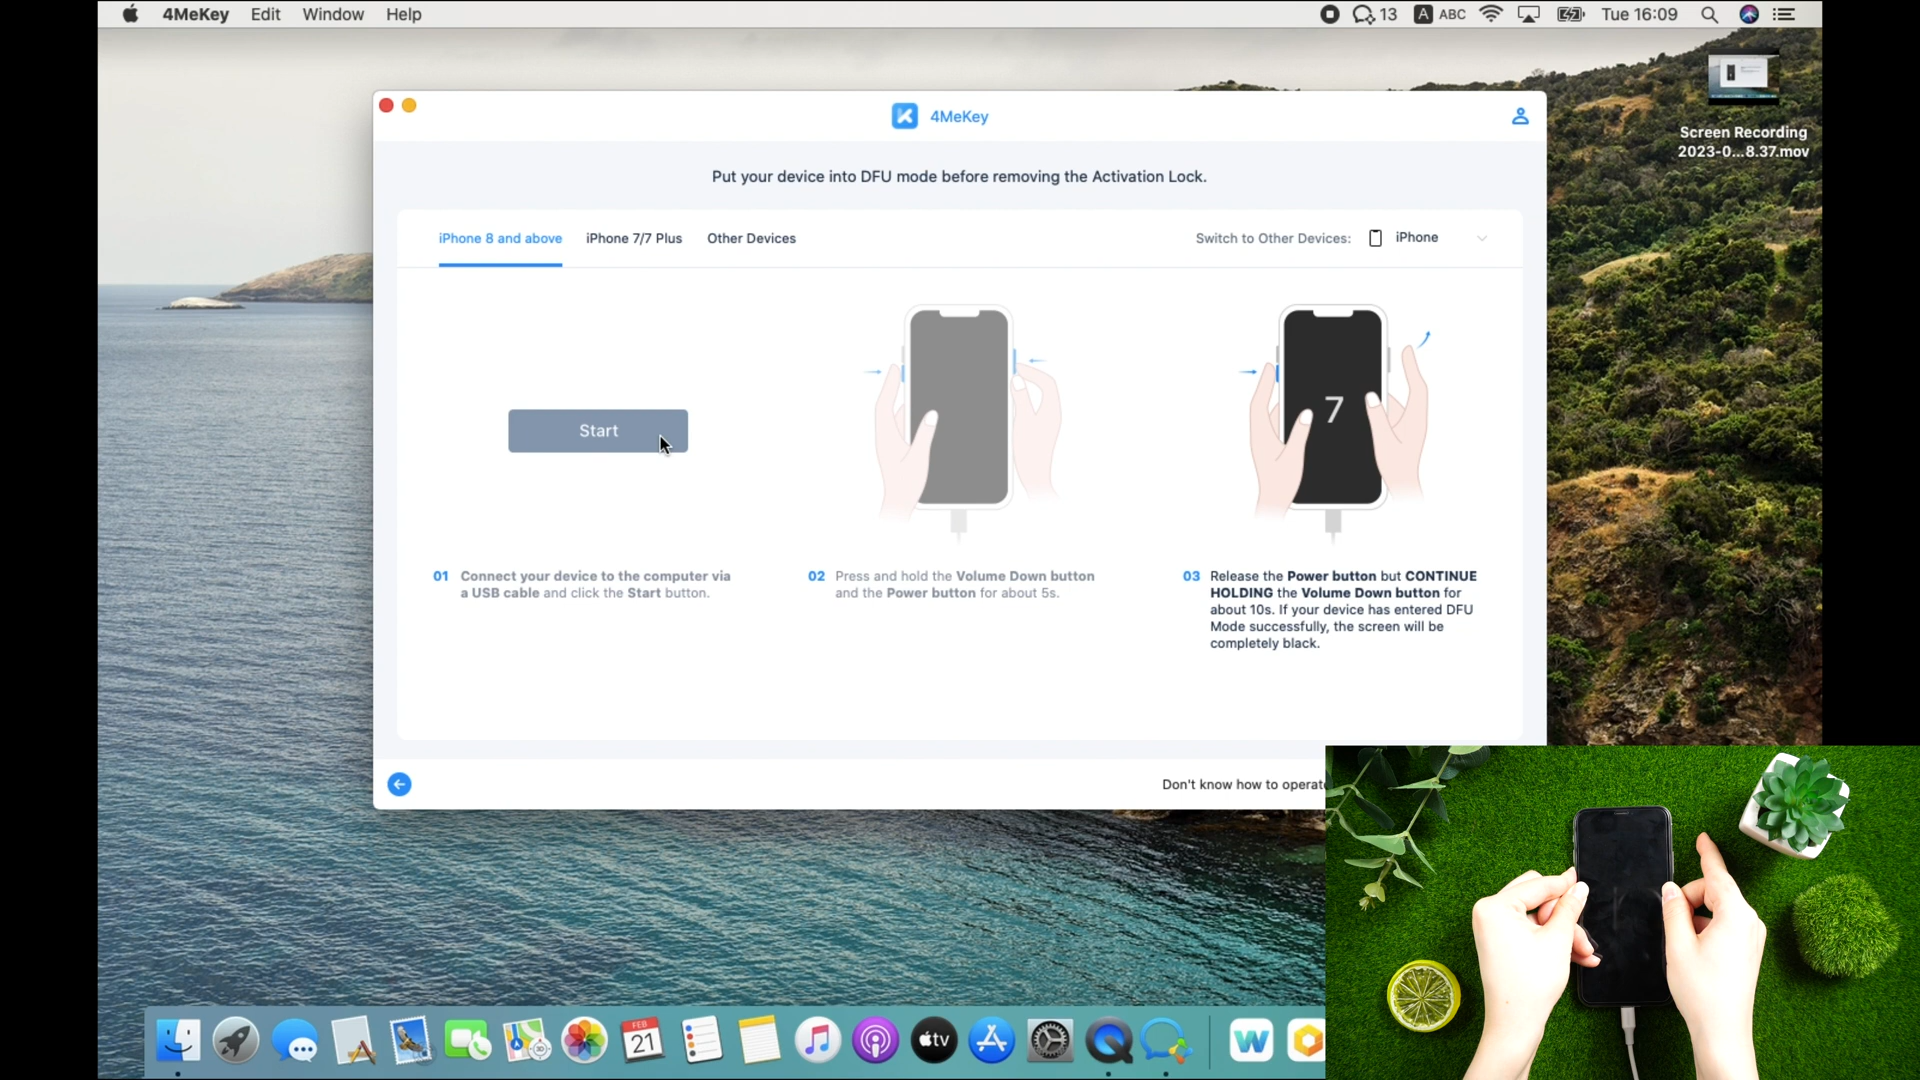 4MeKey Edit Window Help
13 A ABC Tue 16:09
Screen Recording
2023-0...8.37.mov
4MeKey
Put your device into DFU mode before removing the Activation Lock.
iPhone 8 and above iPhone 7/7 Plus Other Devices Switch to Other Devices: iPhone
7
Start
01 Connect your device to the computer via
a USB cable and click the Start button.
02 Press and hold the Volume Down button
and the Power button for about 5s.
03 Release the Power button but CONTINUE
HOLDING the Volume Down button for
about 10s. If your device has entered DFU
Mode successfully, the screen will be
completely black.
Don't know how to operate
FEB
21
tv
W